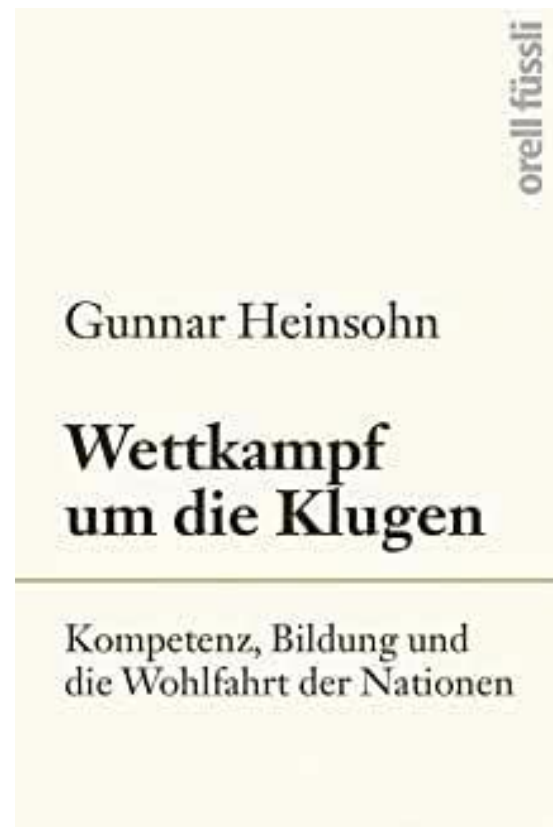 orell füssli
Gunnar Heinsohn
Wettkampf
um die Klugen
Kompetenz, Bildung und
die Wohlfahrt der Nationen